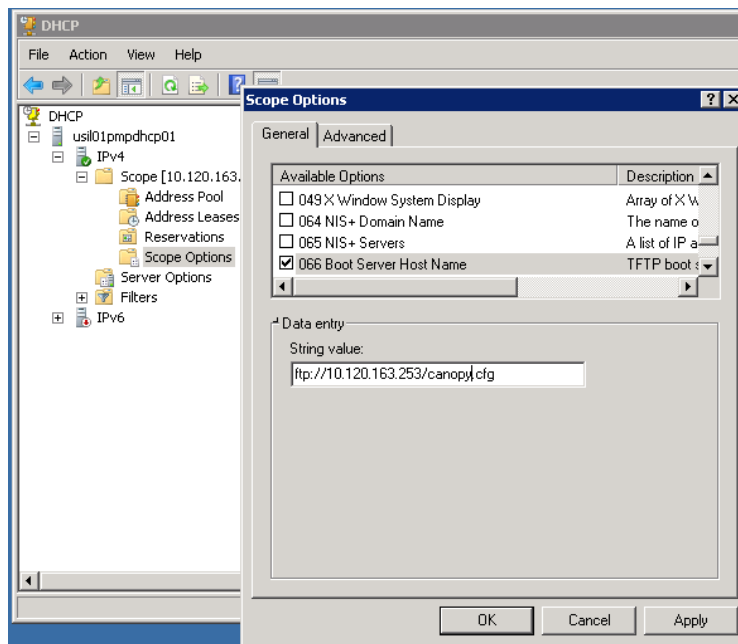 DHCP
File Action View Help
DHCP
usil01pmpdhcp01
IPv4
Scope [10.120.163.
Address Pool
Address Leases
Reservations
Scope Options
Server Options
Filters
IPv6
Scope Options
General Advanced
Available Options Description
049 X Window System Display Array of X W
064 NIS+ Domain Name The name o
065 NIS+ Servers A list of IP a
066 Boot Server Host Name TFTP boot s
Data entry
String value:
ftp://10.120.163.253/canopy.cfg
OK Cancel Apply